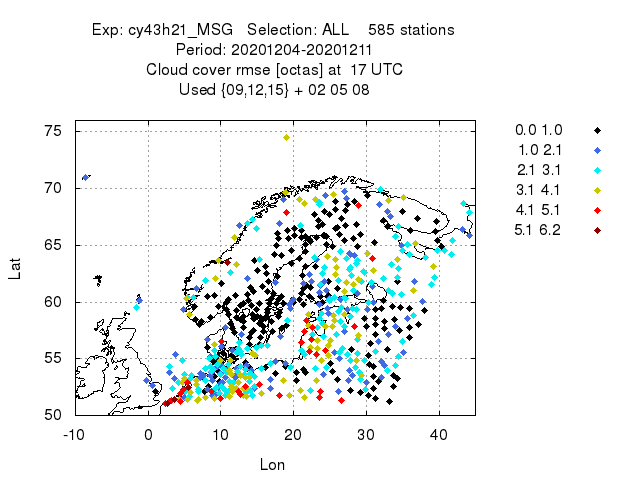 Exp: cy43h21_MSG Selection: ALL 585 stations
Period: 20201204-20201211
Cloud cover rmse [octas] at 17 UTC
Used {09,12,15} + 02 05 08
0.0 1.0
1.0 2.1
2.1 3.1
3.1 4.1
4.1 5.1
5.1 6.2
75
70
65
60
55
50
Lat
-10 0 10 20 30 40
Lon